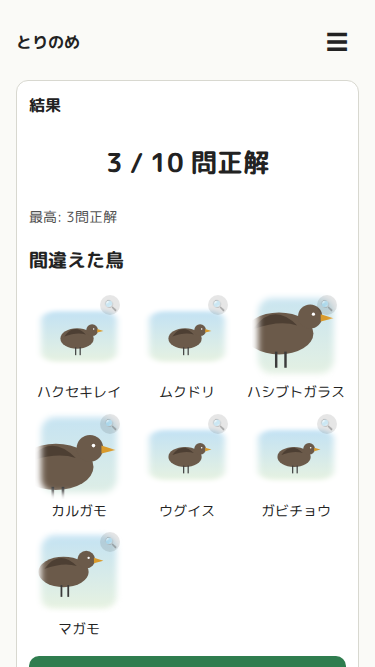 とりのめ
結果
3 / 10 問正解
最高: 3問正解
間違えた鳥
ハクセキレイ
ムクドリ
ハシブトガラス
カルガモ
ウグイス
ガビチョウ
マガモ